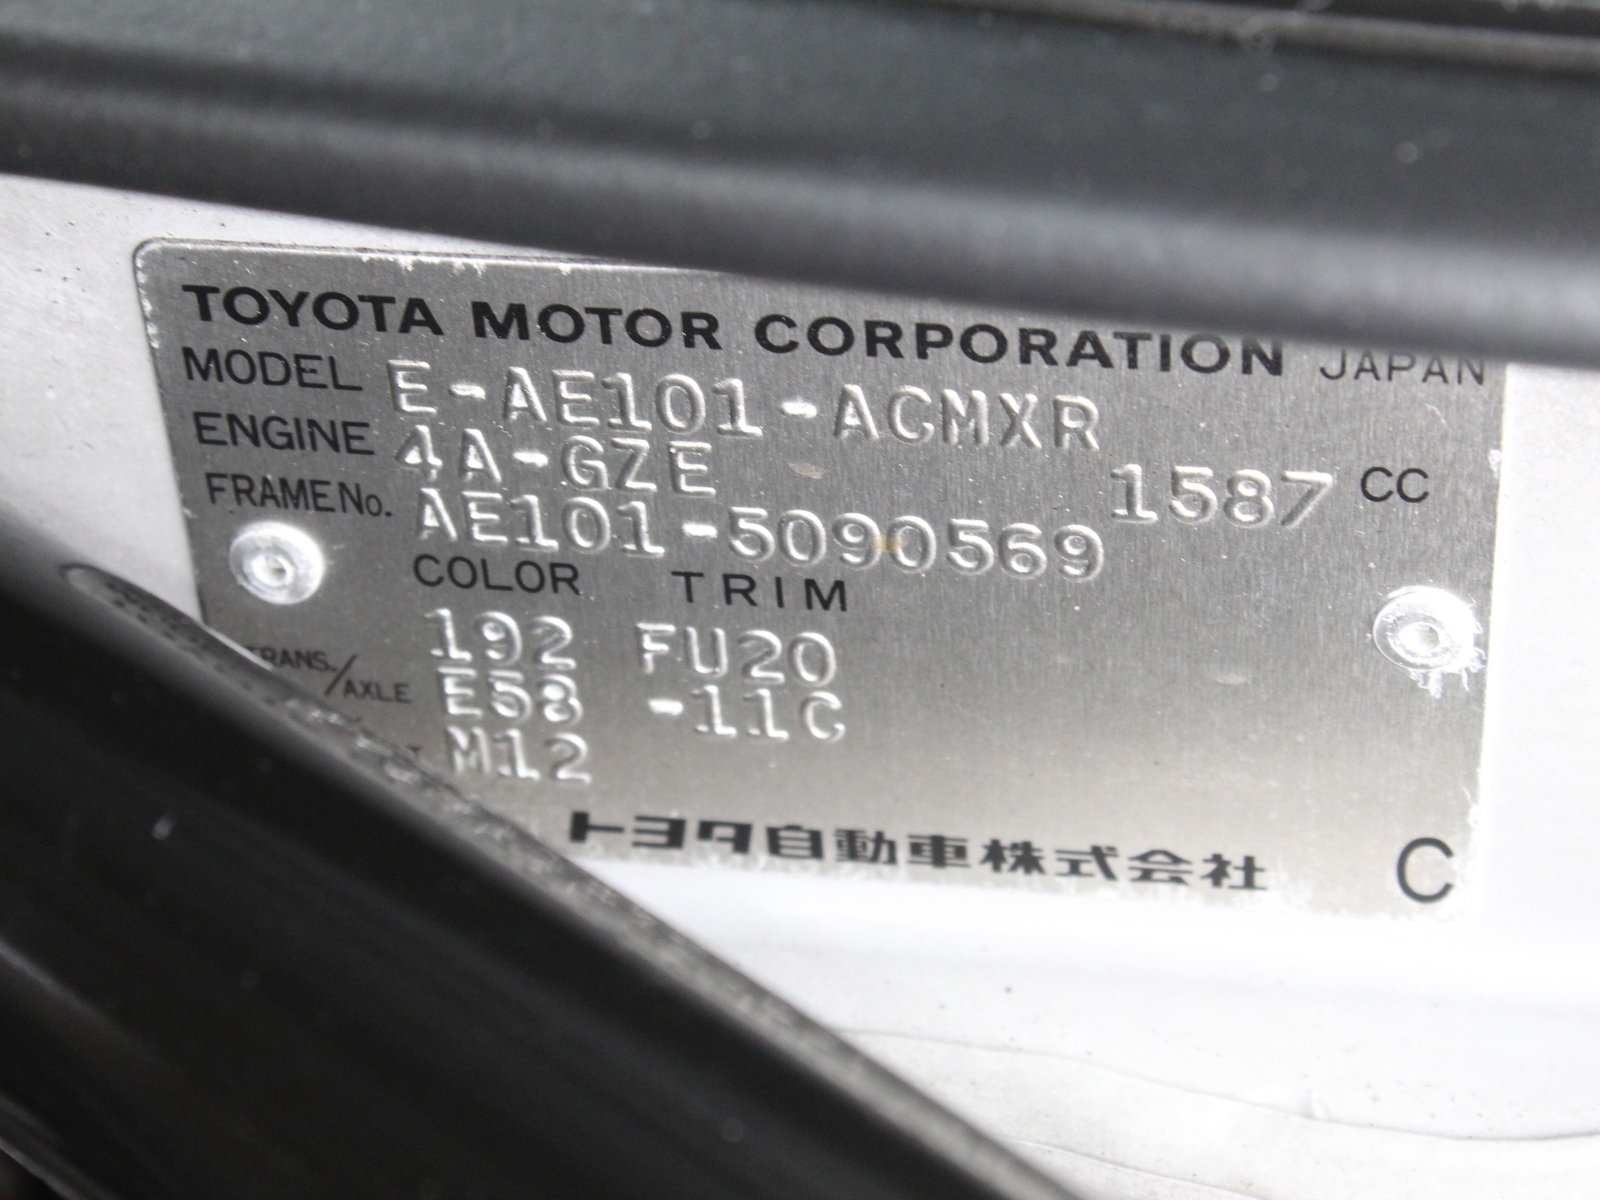 TOYOTA MOTOR CORPORATION JAPAN
MODEL E-AE101-ACMXR
ENGINE 4A-GZE 1587 CC
FRAME No. AE101-5090569
COLOR TRIM
192 FU20
TRANS./AXLE E58 -11C
M12
トヨタ自動車株式会社 C